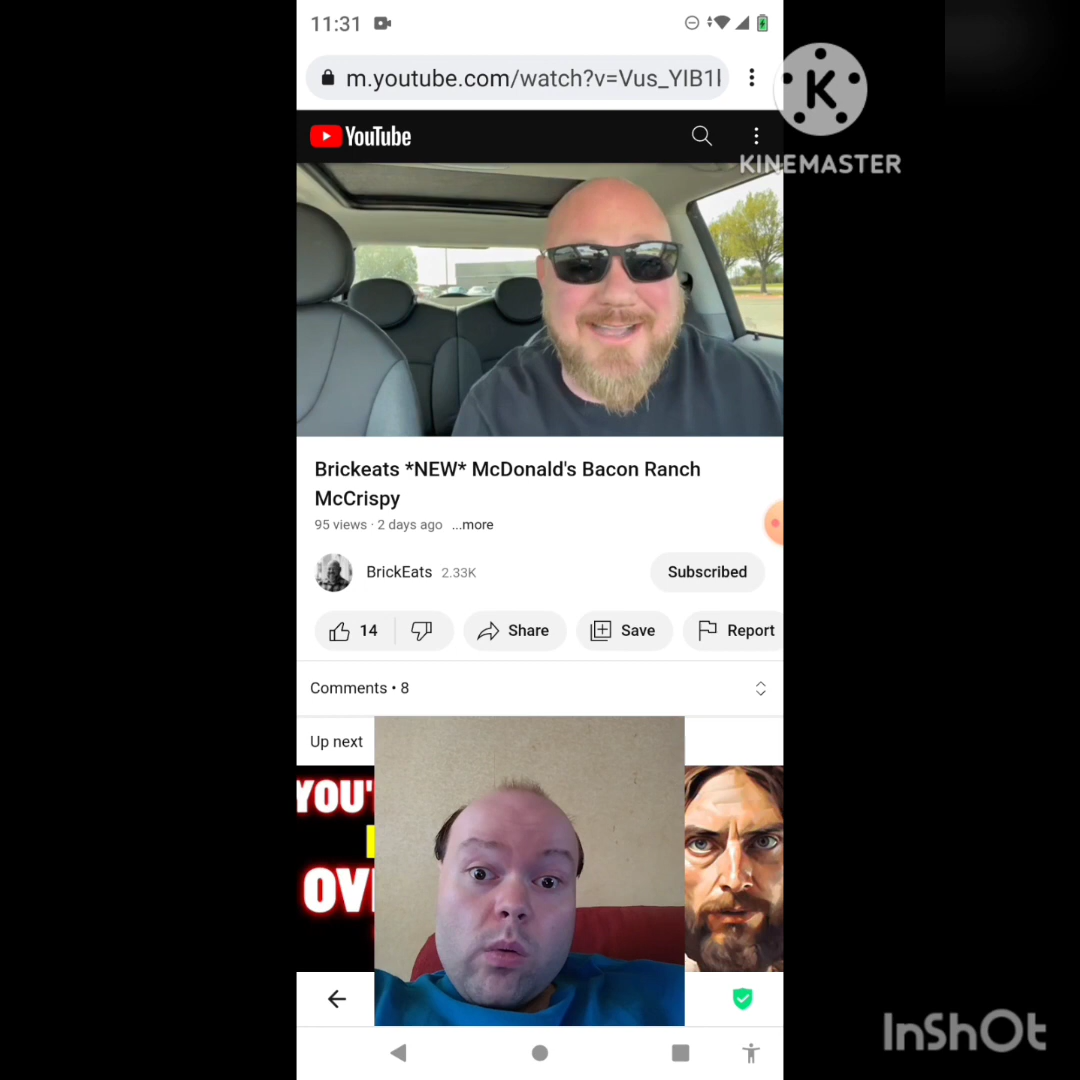 11:31
m.youtube.com/watch?v=Vus_YIB1
K
KINEMASTER
YouTube
Brickeats *NEW* McDonald's Bacon Ranch
McCrispy
95 views · 2 days ago ...more
BrickEats 2.33K
Subscribed
14
Share
Save
Report
Comments • 8
Up next
YOU'
OV
InShOt